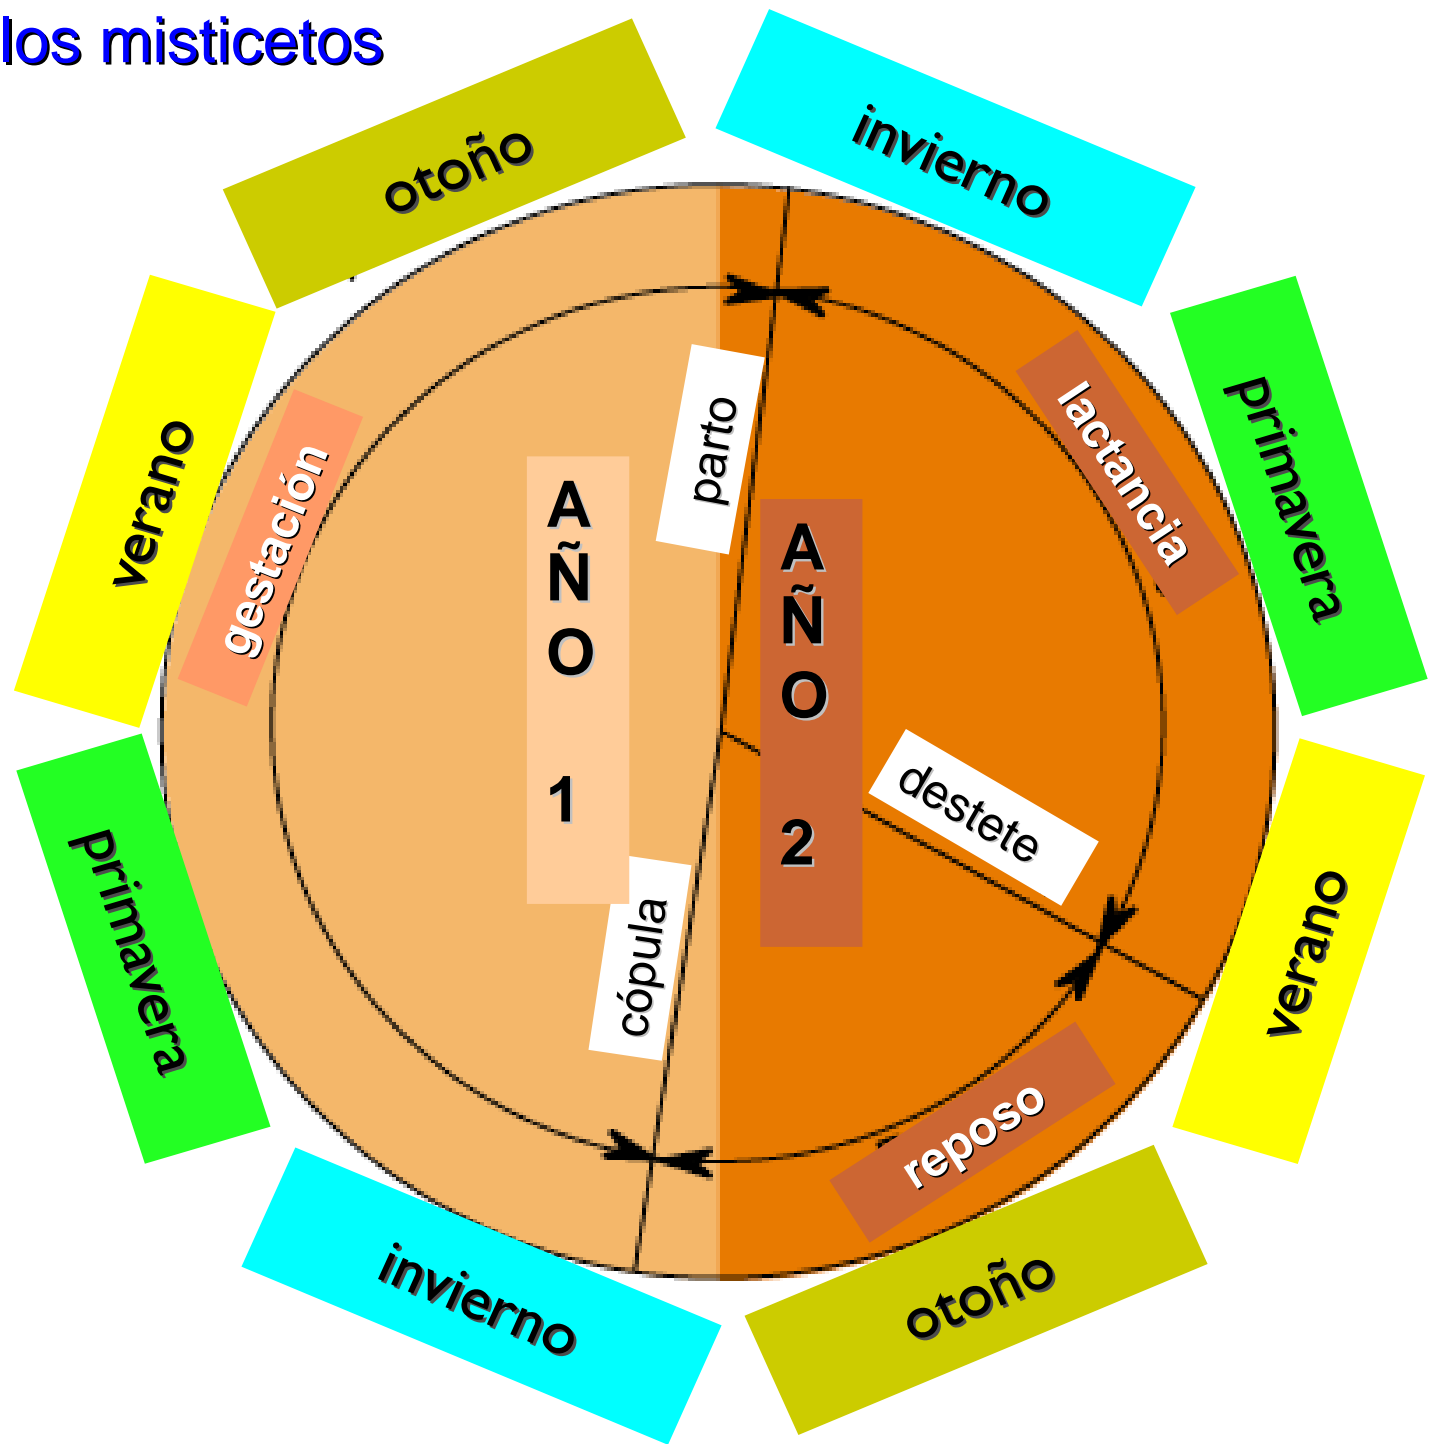 los misticetos
otoño
invierno
verano
primavera
gestación
lactancia
parto
AÑO 1
AÑO 2
destete
cópula
primavera
verano
reposo
invierno
otoño